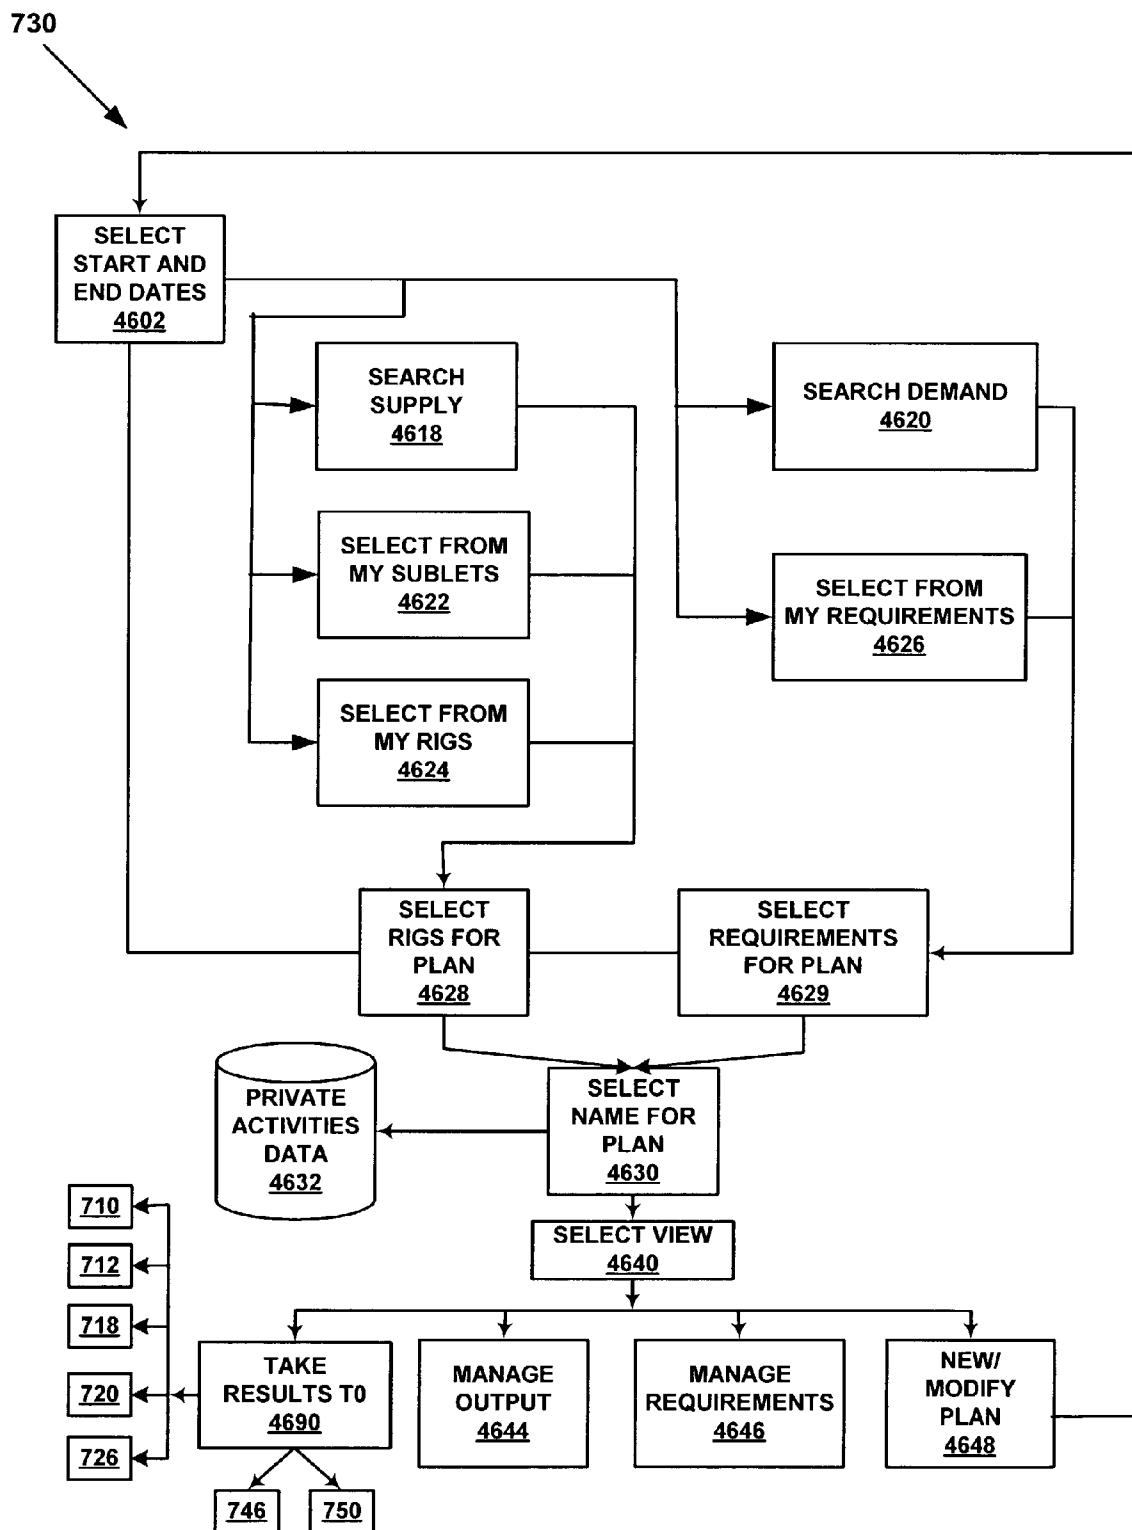 730
SELECT
START AND
END DATES
4602
SEARCH
SUPPLY
4618
SEARCH DEMAND
4620
SELECT FROM
MY SUBLETS
4622
SELECT FROM
MY REQUIREMENTS
4626
SELECT FROM
MY RIGS
4624
SELECT
RIGS FOR
PLAN
4628
SELECT
REQUIREMENTS
FOR PLAN
4629
PRIVATE
ACTIVITIES
DATA
4632
SELECT
NAME FOR
PLAN
4630
SELECT VIEW
4640
710
712
718
720
726
TAKE
RESULTS T0
4690
MANAGE
OUTPUT
4644
MANAGE
REQUIREMENTS
4646
NEW/
MODIFY
PLAN
4648
746
750